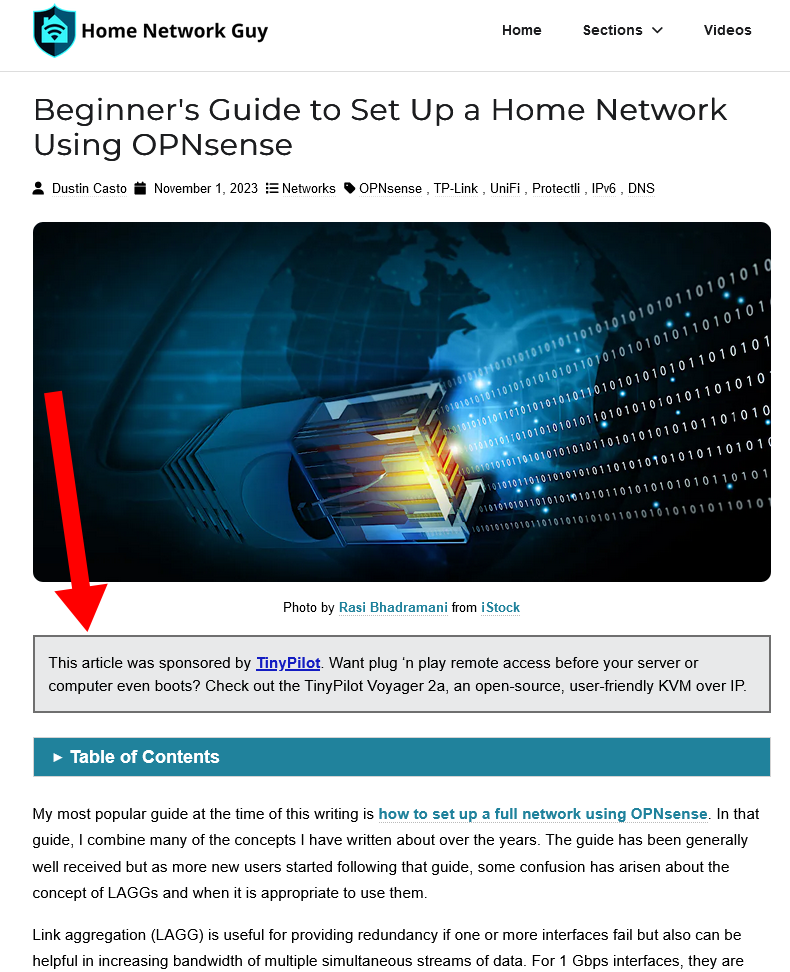 Home Network Guy
Home Sections Videos
Beginner's Guide to Set Up a Home Network
Using OPNsense
Dustin Casto November 1, 2023 Networks OPNsense , TP-Link , UniFi , Protectli , IPv6 , DNS
Photo by Rasi Bhadramani from iStock
This article was sponsored by TinyPilot. Want plug ‘n play remote access before your server or
computer even boots? Check out the TinyPilot Voyager 2a, an open-source, user-friendly KVM over IP.
► Table of Contents
My most popular guide at the time of this writing is how to set up a full network using OPNsense. In that
guide, I combine many of the concepts I have written about over the years. The guide has been generally
well received but as more new users started following that guide, some confusion has arisen about the
concept of LAGGs and when it is appropriate to use them.
Link aggregation (LAGG) is useful for providing redundancy if one or more interfaces fail but also can be
helpful in increasing bandwidth of multiple simultaneous streams of data. For 1 Gbps interfaces, they are